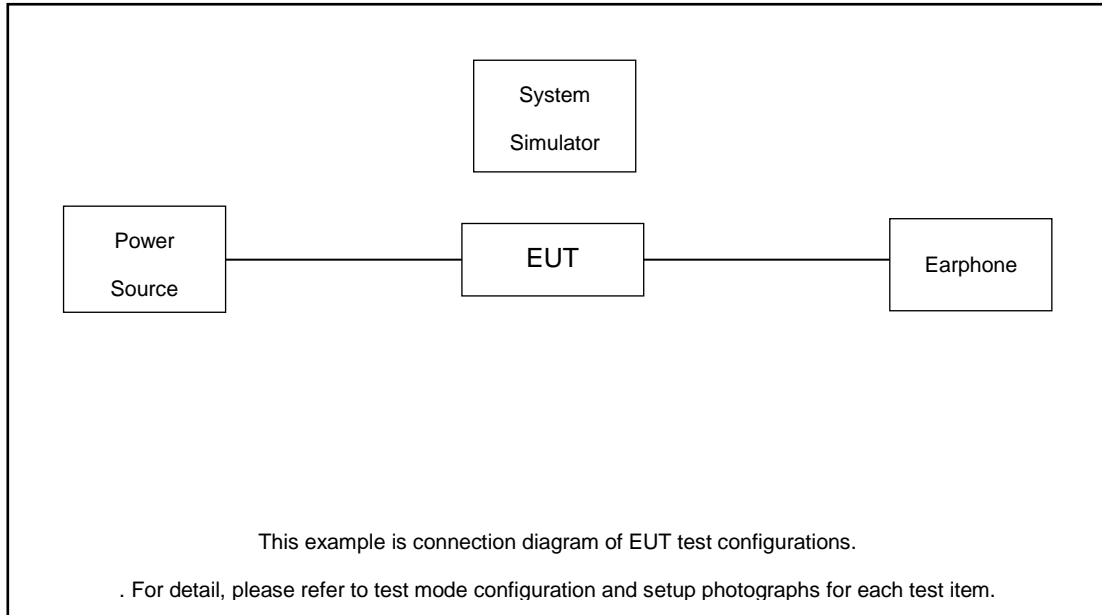 System
Simulator
Power
Source
EUT
Earphone
This example is connection diagram of EUT test configurations.
. For detail, please refer to test mode configuration and setup photographs for each test item.